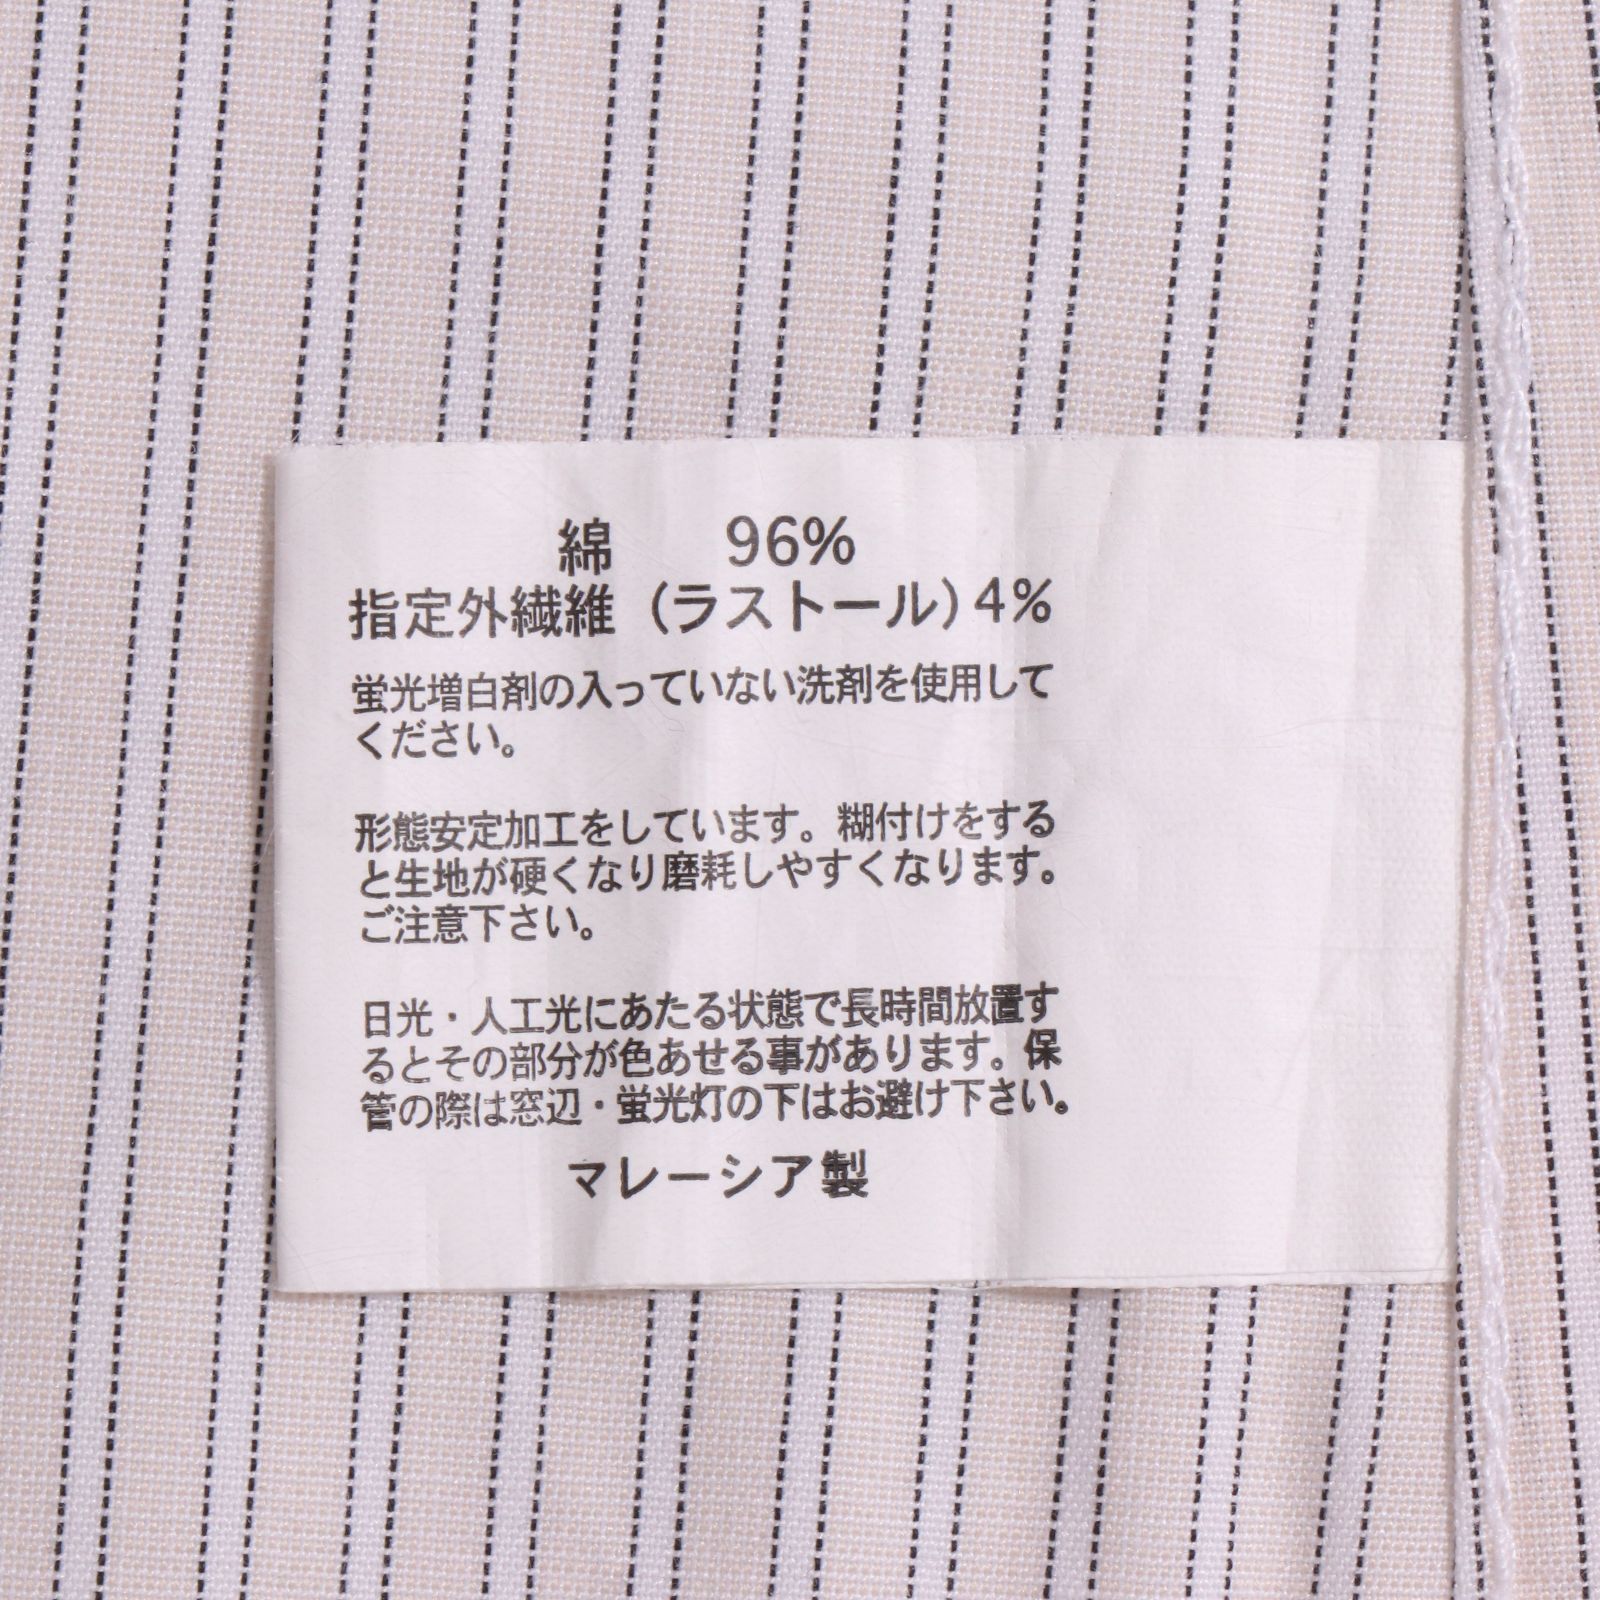 綿 96%
指定外繊維(ラストール)4%
蛍光増白剤の入っていない洗剤を使用して
ください。
形態安定加工をしています。糊付けをする
と生地が硬くなり磨耗しやすくなります。
ご注意下さい。
日光・人工光にあたる状態で長時間放置す
るとその部分が色あせる事があります。保
管の際は窓辺・蛍光灯の下はお避け下さい。
マレーシア製